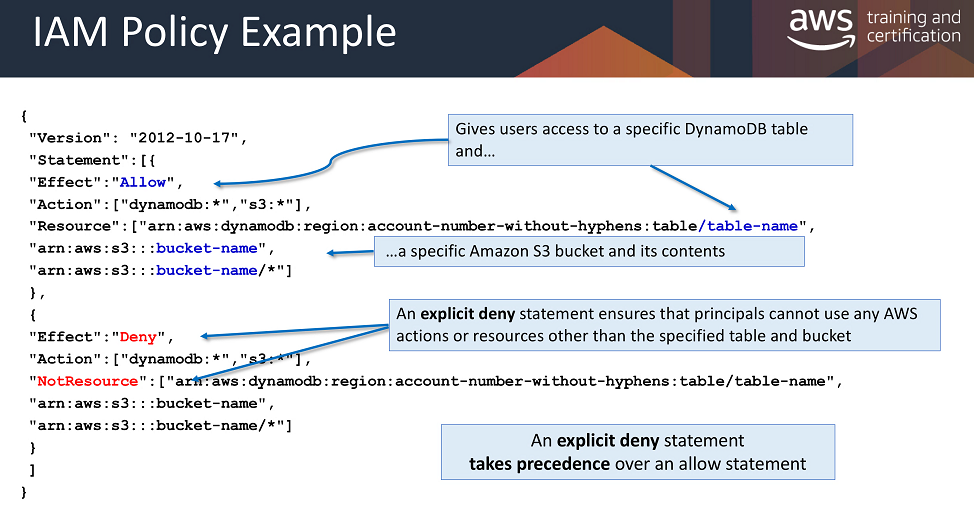 IAM Policy Example
aws
training and
certification
{
"Version": "2012-10-17",
"Statement":[{
"Effect":"Allow",
"Action":["dynamodb:*","s3:*"],
"Resource":["arn:aws:dynamodb:region:account-number-without-hyphens:table/table-name",
"arn:aws:s3:::bucket-name",
"arn:aws:s3:::bucket-name/*"]
},
{
"Effect":"Deny",
"Action":["dynamodb:*","s3:*"],
"NotResource":["arn:aws:dynamodb:region:account-number-without-hyphens:table/table-name",
"arn:aws:s3:::bucket-name",
"arn:aws:s3:::bucket-name/*"]
}
]
}
Gives users access to a specific DynamoDB table
and…
…a specific Amazon S3 bucket and its contents
An explicit deny statement ensures that principals cannot use any AWS
actions or resources other than the specified table and bucket
An explicit deny statement
takes precedence over an allow statement